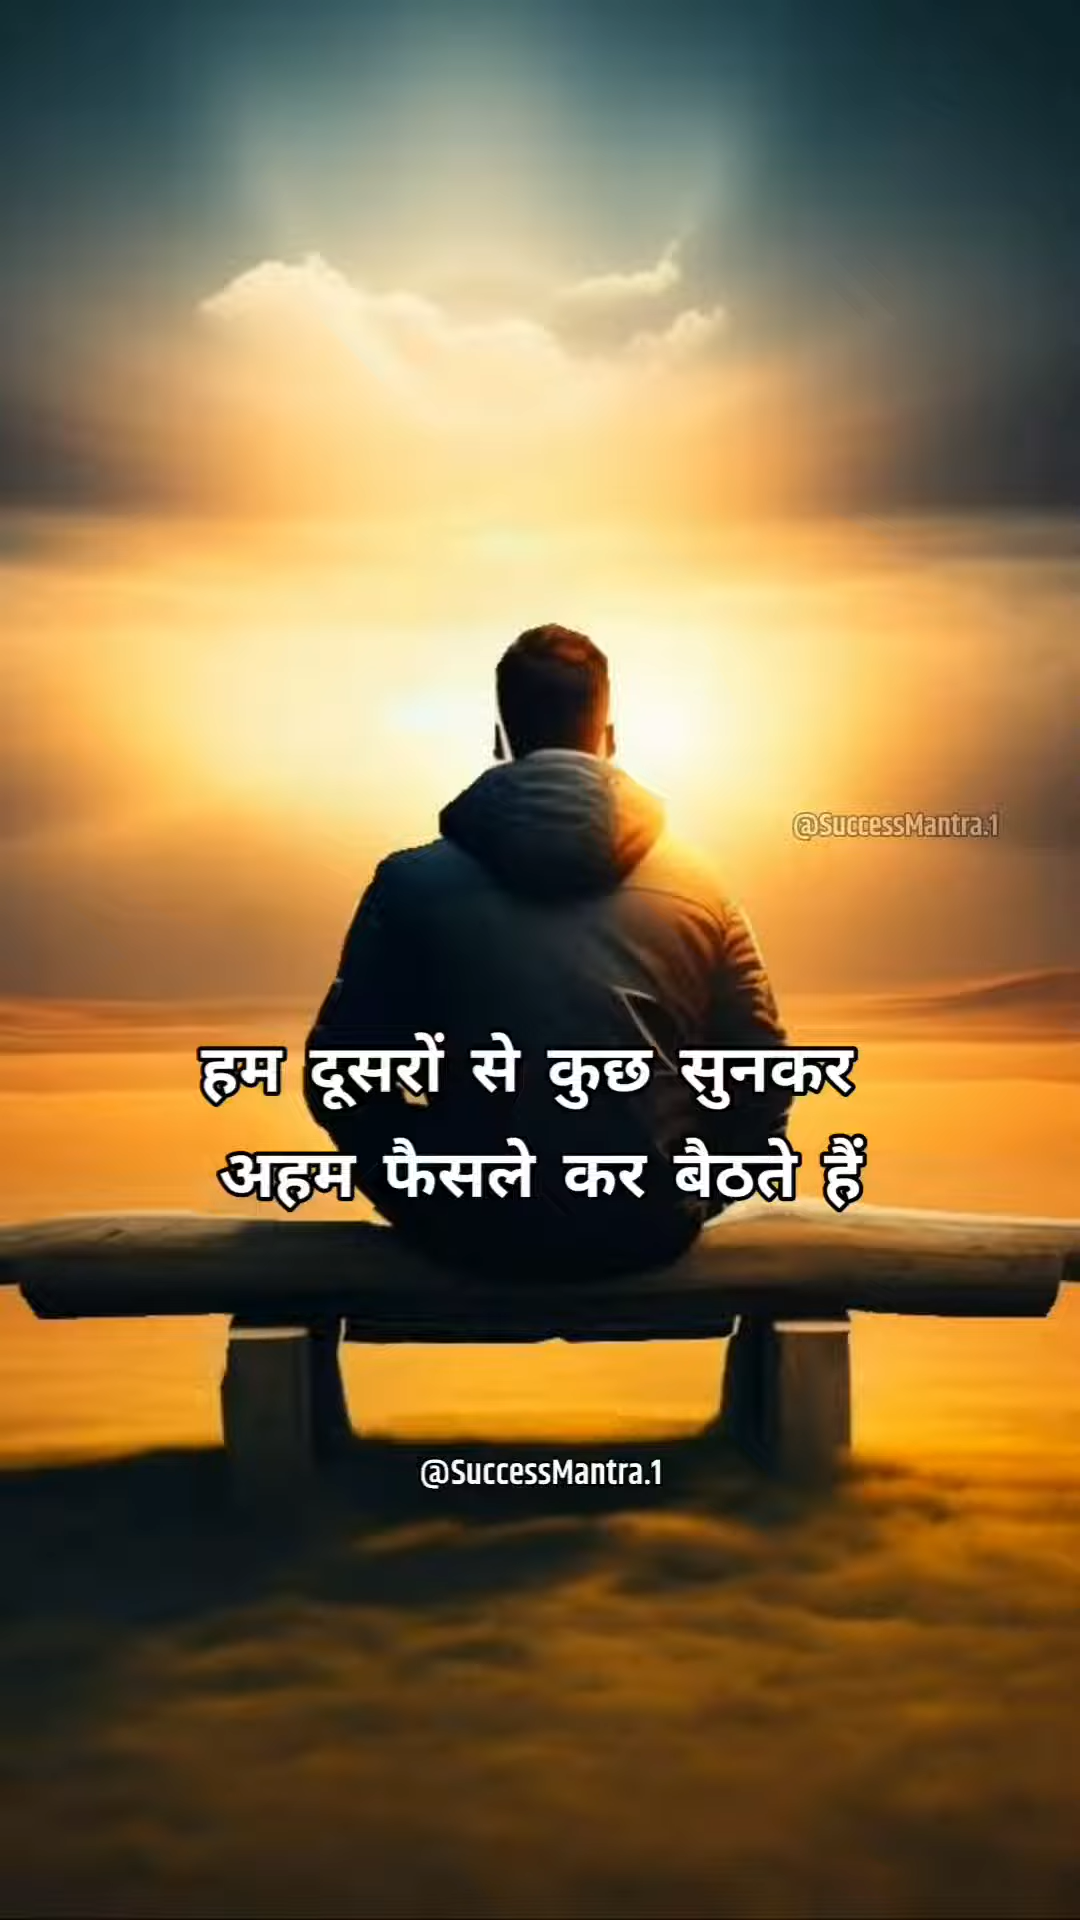 @SuccessMantra.1
हम दूसरों से कुछ सुनकर
अहम फैसले कर बैठते हैं
@SuccessMantra.1